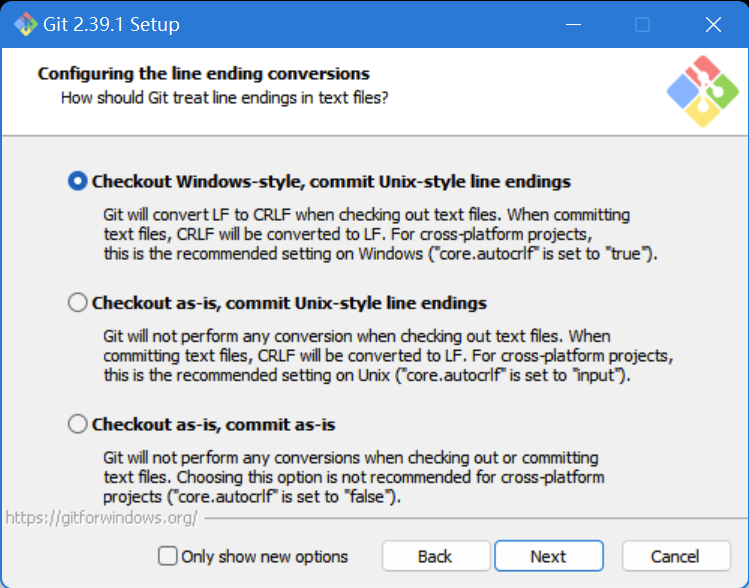 Git 2.39.1 Setup
Configuring the line ending conversions
How should Git treat line endings in text files?
Checkout Windows-style, commit Unix-style line endings
Git will convert LF to CRLF when checking out text files. When committing
text files, CRLF will be converted to LF. For cross-platform projects,
this is the recommended setting on Windows ("core.autocrlf" is set to "true").
Checkout as-is, commit Unix-style line endings
Git will not perform any conversion when checking out text files. When
committing text files, CRLF will be converted to LF. For cross-platform projects,
this is the recommended setting on Unix ("core.autocrlf" is set to "input").
Checkout as-is, commit as-is
Git will not perform any conversions when checking out or committing
text files. Choosing this option is not recommended for cross-platform
projects ("core.autocrlf" is set to "false").
https://gitforwindows.org/
Only show new options Back Next Cancel